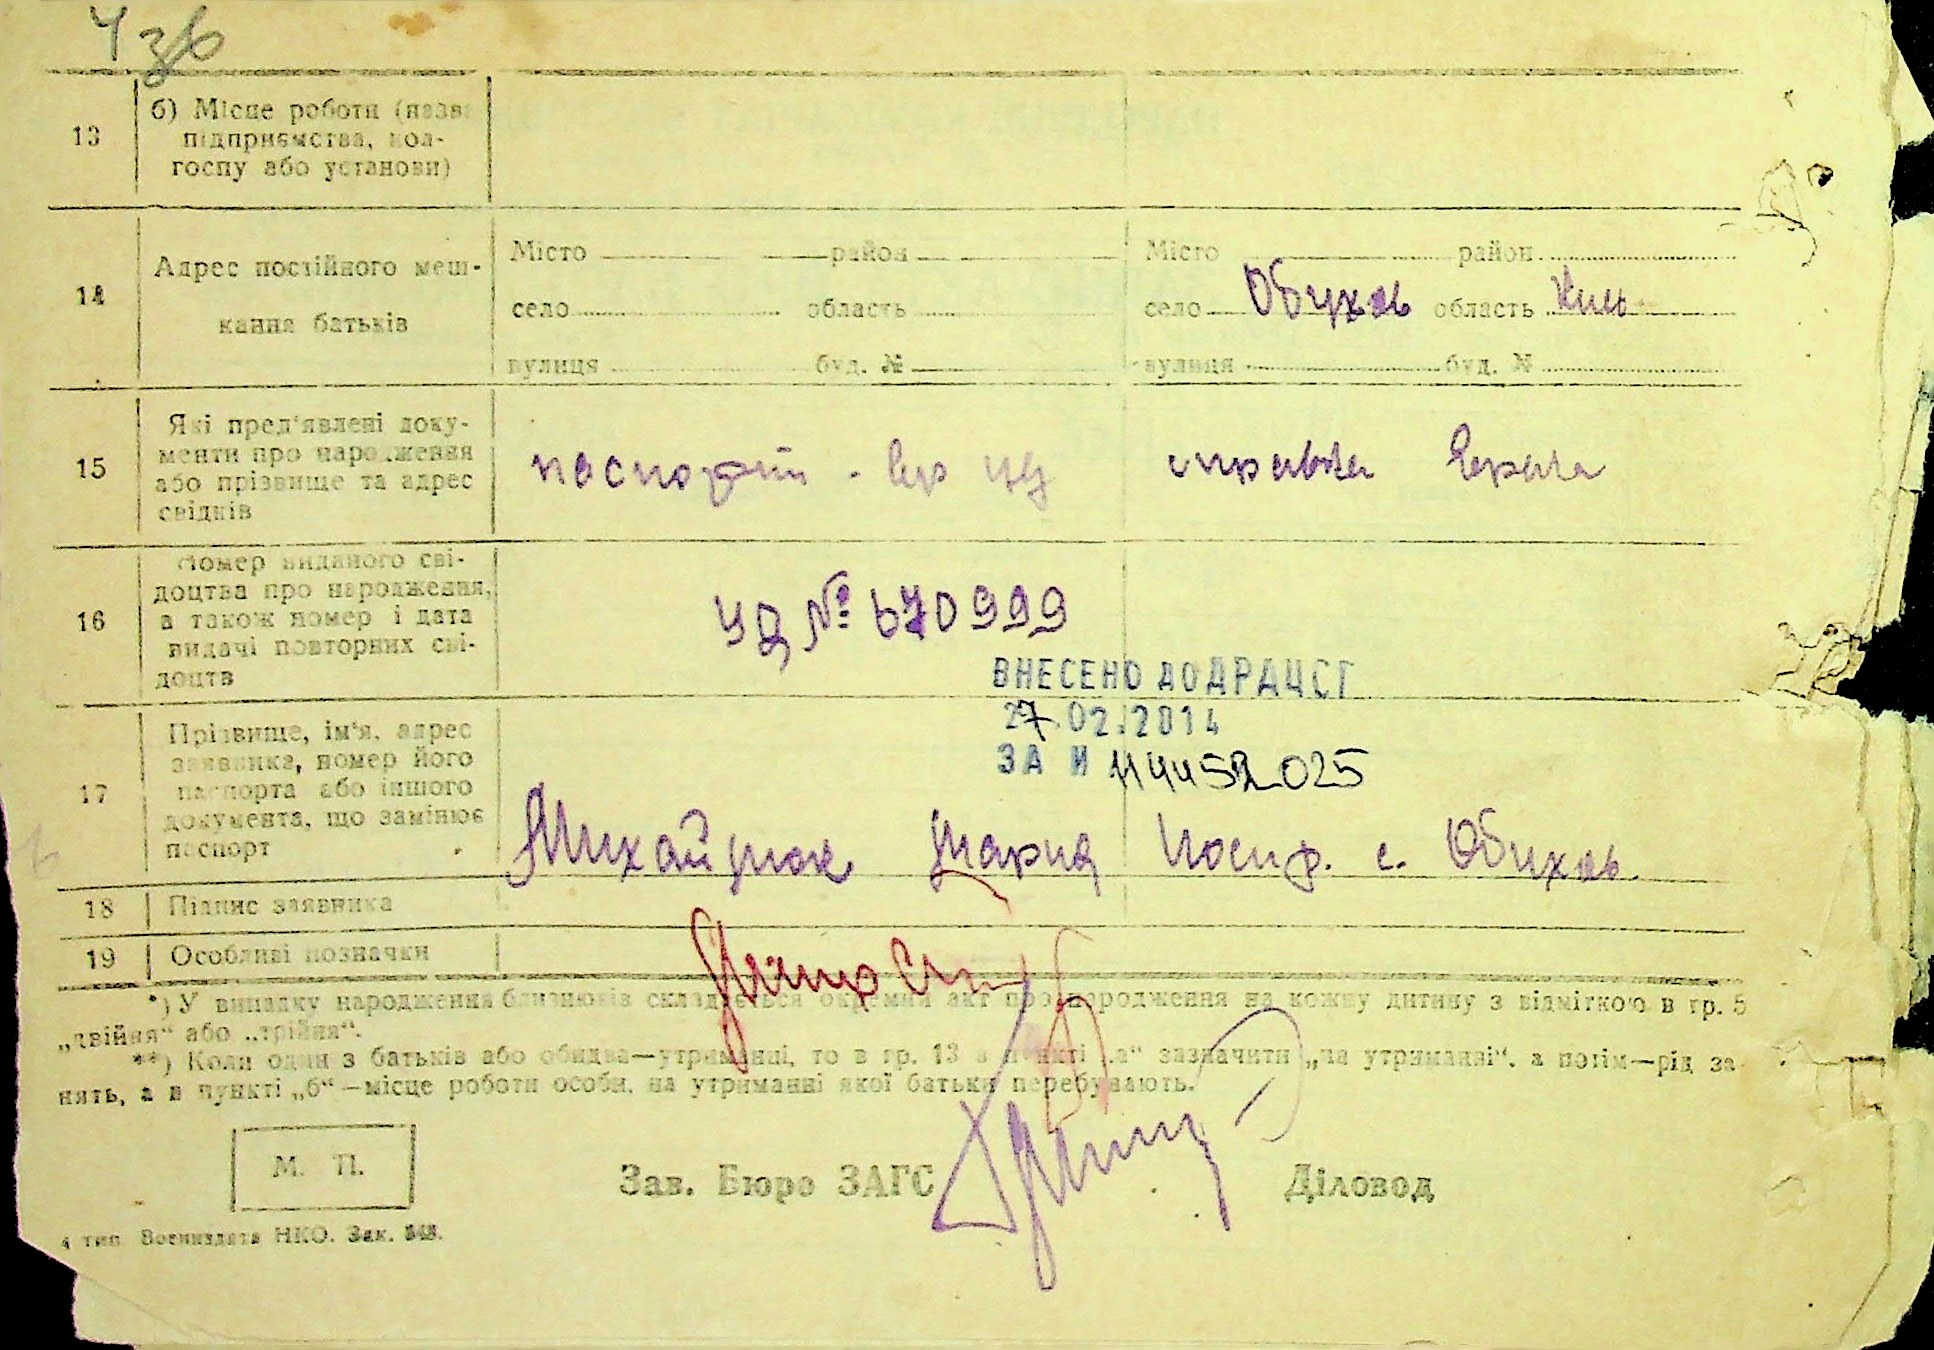 13 б) Місце роботи (назва
підприємства, кол-
госпу або установи)
14 Адрес постійного меш-
кання батьків
Місто район
село область
вулиця буд. №
Місто район
село Обухов область Киев
вулиця буд. №
15 Які пред'явлені доку-
менти про народження
або прізвище та адрес
свідків
паспорт справка врача
16 Номер виданого сві-
доцтва про народження,
а також номер і дата
видачі повторних сві-
доцтв
УД № 670999
ВНЕСЕНО ДО ДРАЦСГ
27.02.2014
ЗА N
17 Прізвище, ім'я, адрес
заявника, номер його
паспорта або іншого
документа, що замінює
паспорт
Мария Иосиф. с. Обухов.
18 Підпис заявника
19 Особливі позначки
*) У випадку народження близнюків складається окремий акт про народження на кожну дитину з відміткою в гр. 5
„двійня“ або „трійня“.
**) Коли один з батьків або обидва—утриманці, то в гр. 13 в пункті „а“ зазначити „на утриманні“, а потім—рід за
нять, а в пункті „б“—місце роботи особи, на утриманні якої батьки перебувають.
М. П.
Зав. Бюро ЗАГС
Діловод
4 тип Воениздата НКО. Зак.